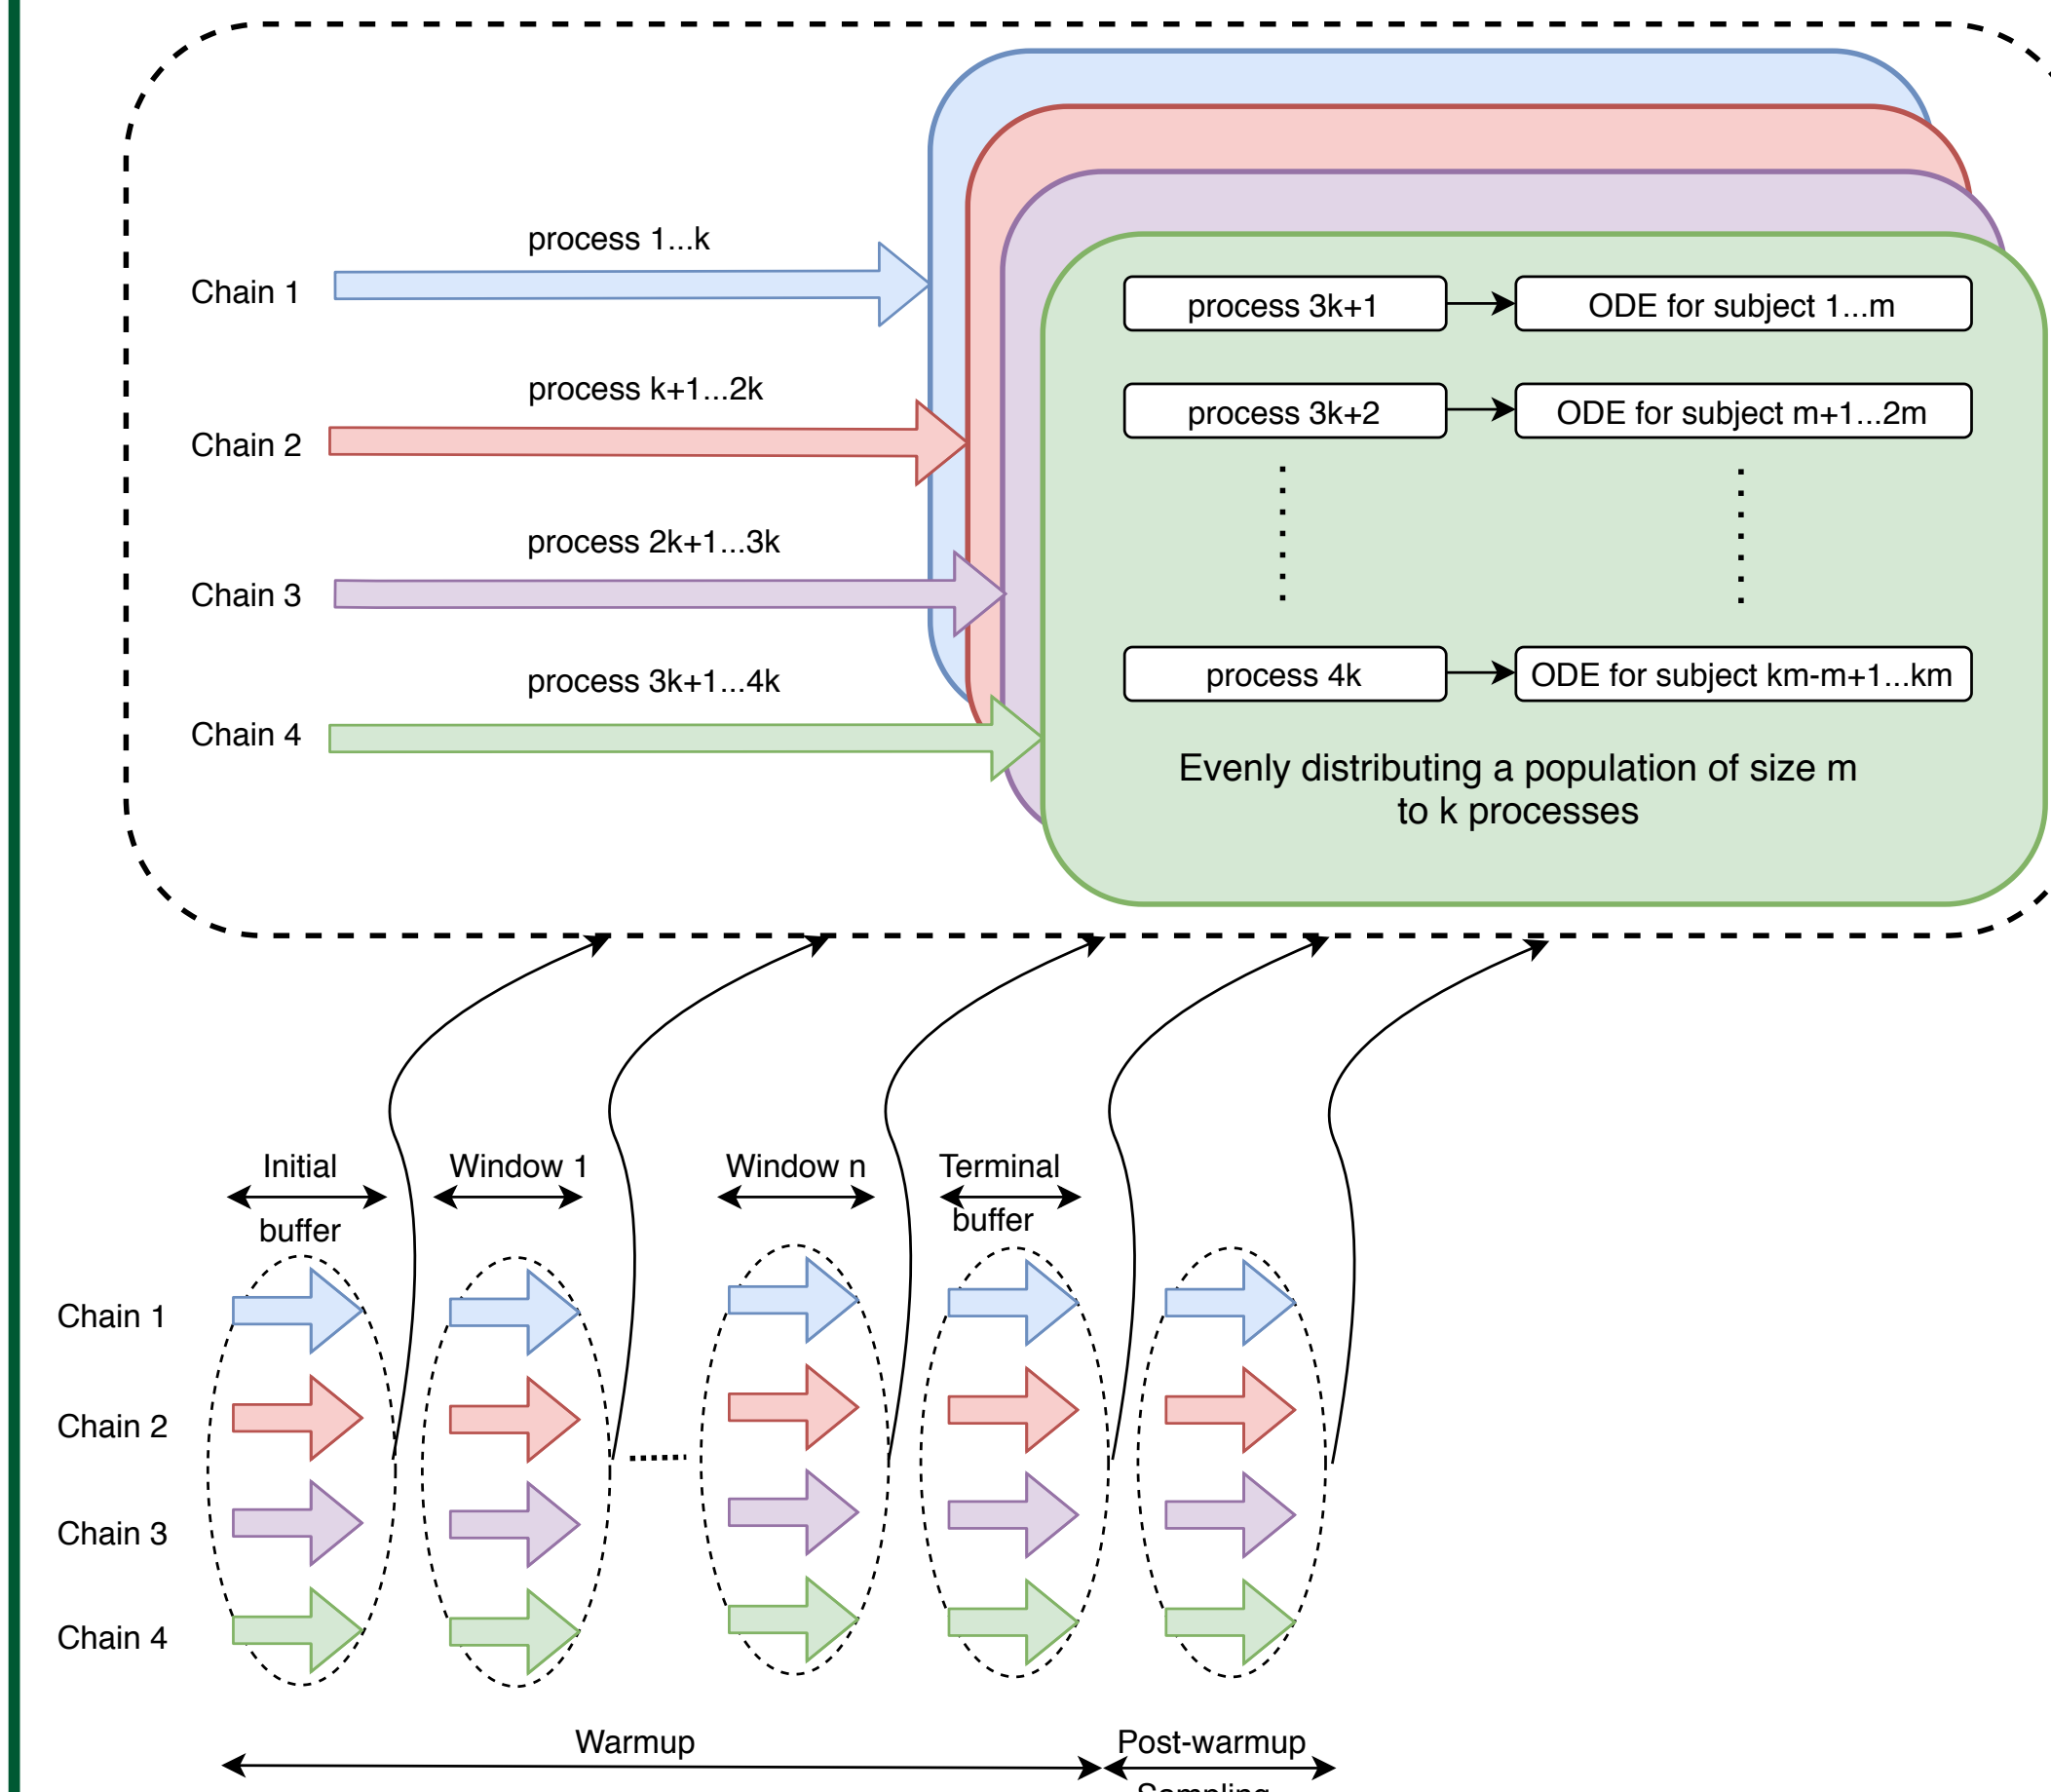 process 1...k
Chain 1
process k+1...2k
Chain 2
process 2k+1...3k
Chain 3
process 3k+1...4k
Chain 4
process 3k+1
ODE for subject 1...m
process 3k+2
ODE for subject m+1...2m
process 4k
ODE for subject km-m+1...km
Evenly distributing a population of size m
to k processes
Initial
buffer
Window 1
Window n
Terminal
buffer
Chain 1
Chain 2
Chain 3
Chain 4
Warmup
Post-warmup
Sampling